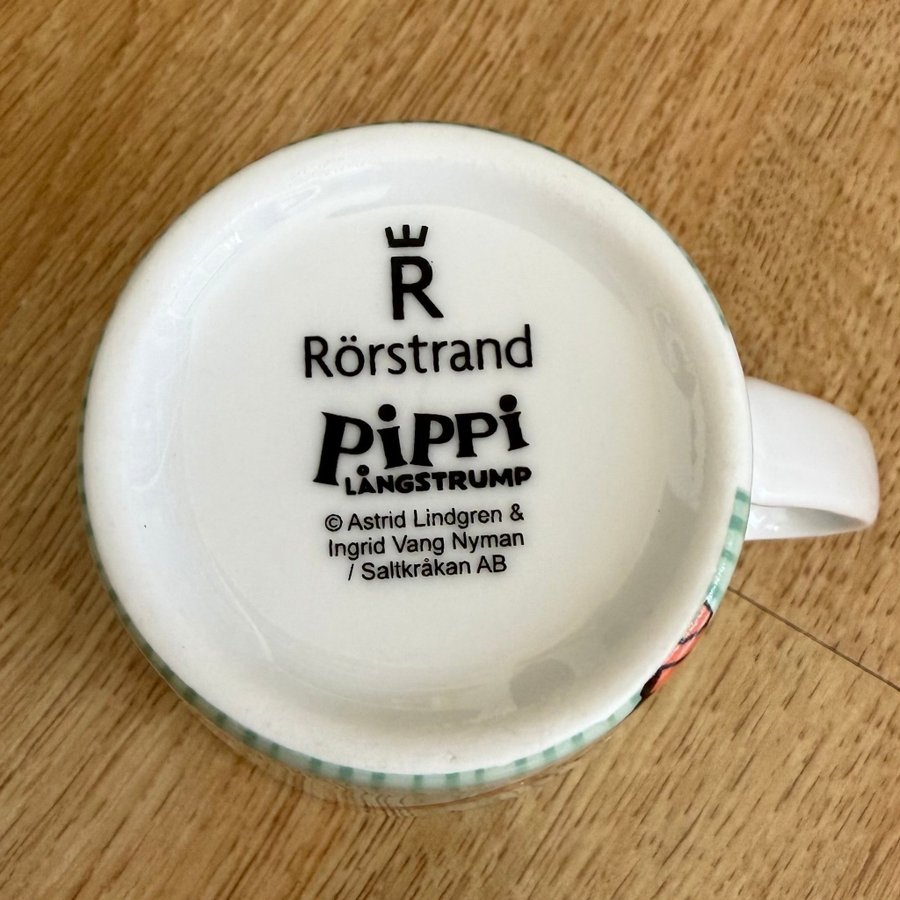 R
Rörstrand
PiPPi
LÅNGSTRUMP
© Astrid Lindgren &
Ingrid Vang Nyman
/ Saltkråkan AB